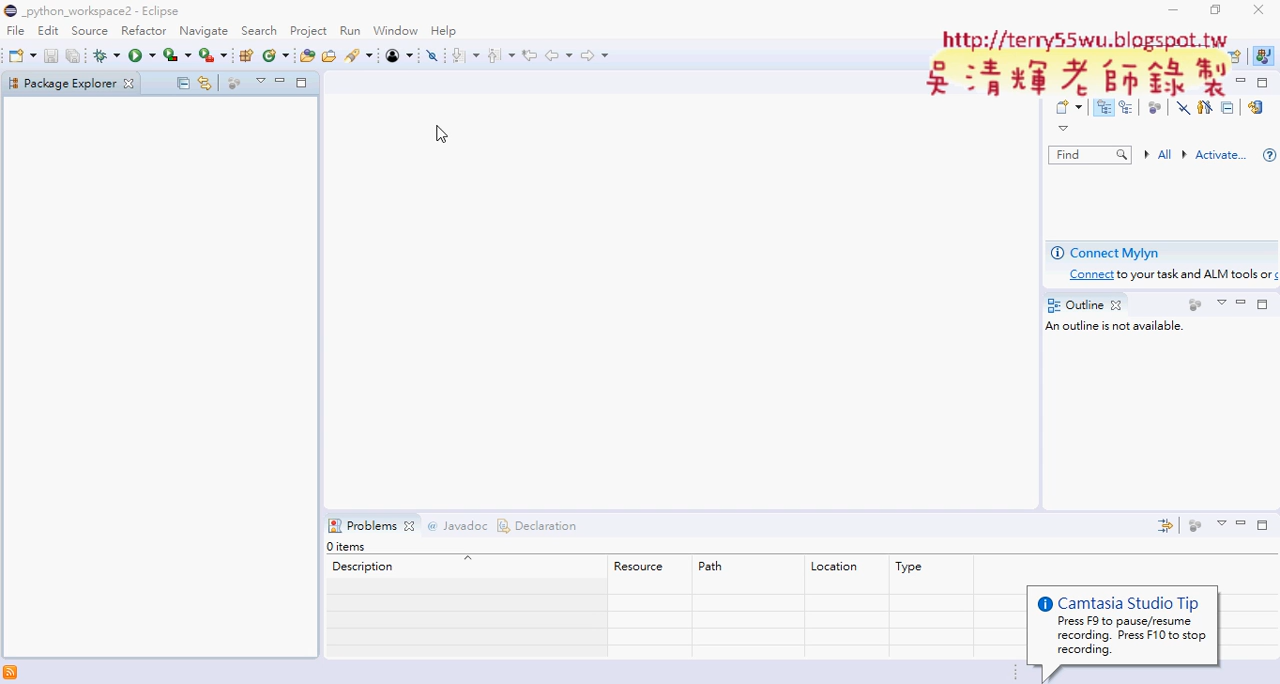 _python_workspace2 - Eclipse
File Edit Source Refactor Navigate Search Project Run Window Help
http://terry55wu.blogspot.tw
吳清輝老師錄製
Package Explorer
Find All Activate... ?
Connect Mylyn
Connect to your task and ALM tools or c
Outline
An outline is not available.
Problems @ Javadoc Declaration
0 items
Description Resource Path Location Type
Camtasia Studio Tip
Press F9 to pause/resume
recording. Press F10 to stop
recording.